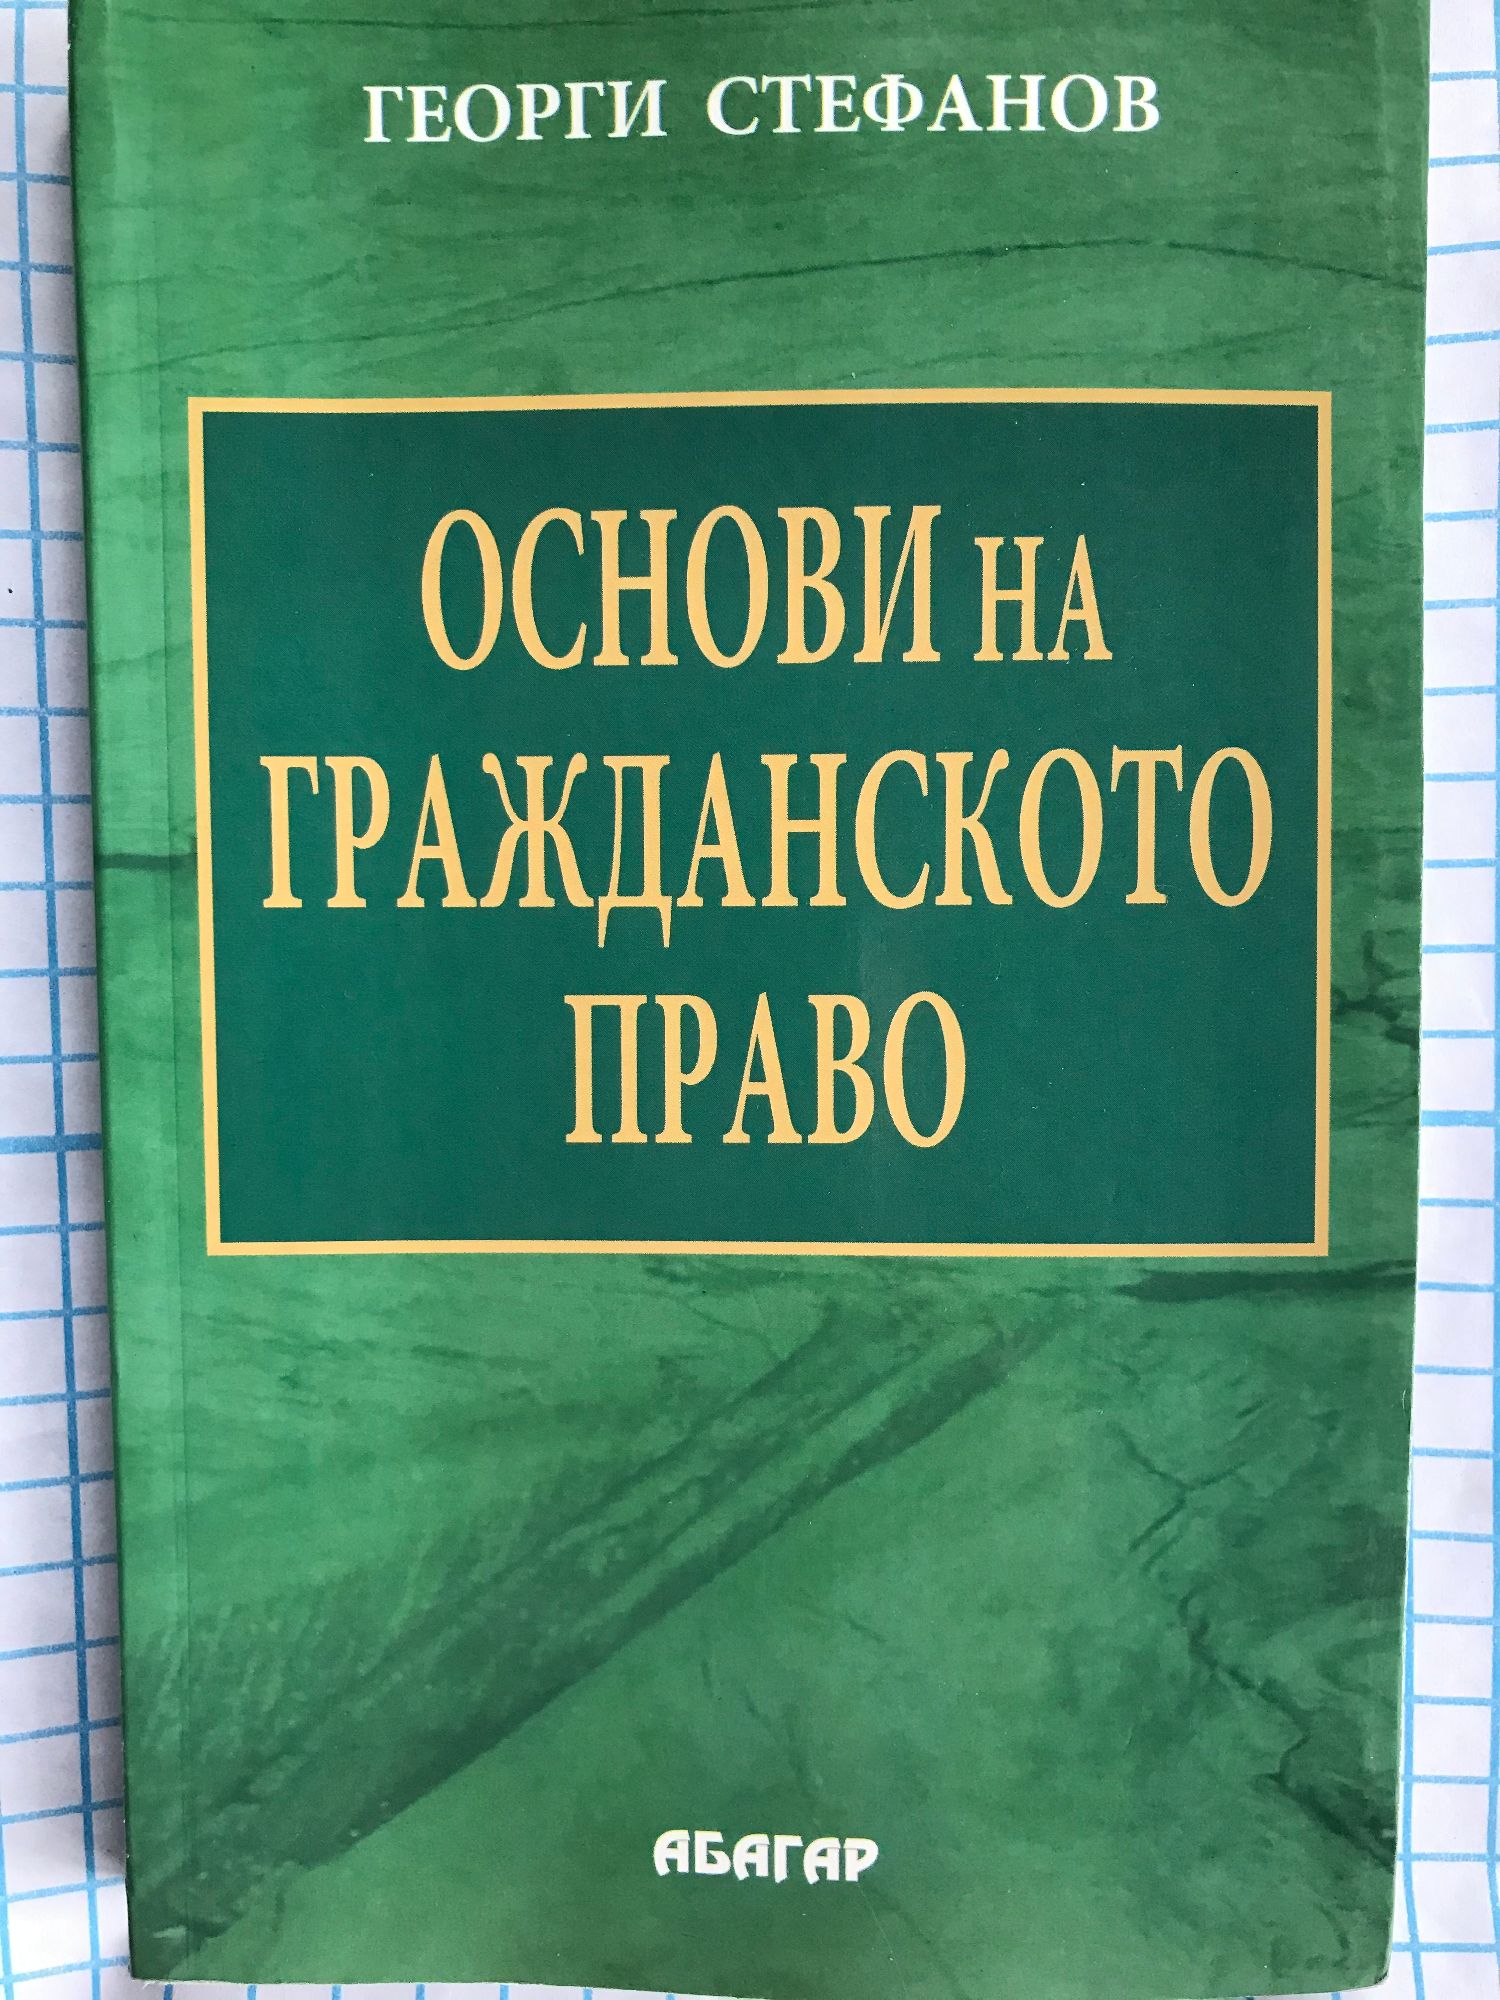 ГЕОРГИ СТЕФАНОВ
ОСНОВИ НА
ГРАЖДАНСКОТО
ПРАВО
АБАГАР